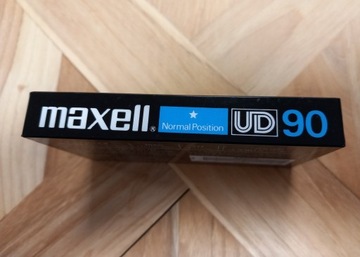 maxell® Normal Position UD 90